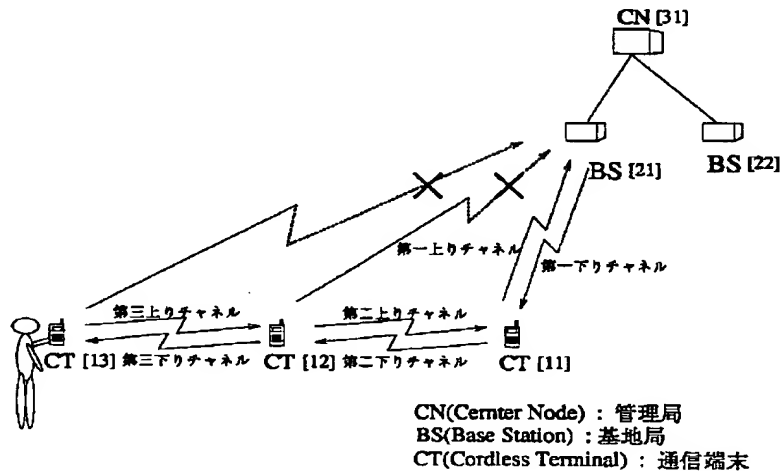 CN [31]
BS [21]
BS [22]
第一上りチャネル
第一下りチャネル
第三上りチャネル
第二上りチャネル
CT [13]
第三下りチャネル
CT [12]
第二下りチャネル
CT [11]
CN(Cernter Node) : 管理局
BS(Base Station) : 基地局
CT(Cordless Terminal) : 通信端末